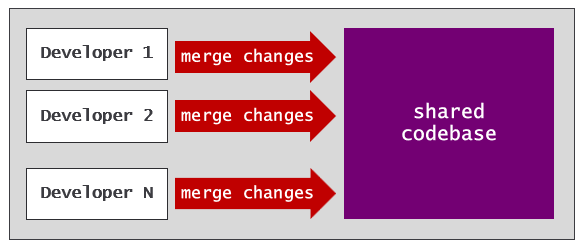 Developer 1
merge changes
Developer 2
merge changes
shared
codebase
Developer N
merge changes